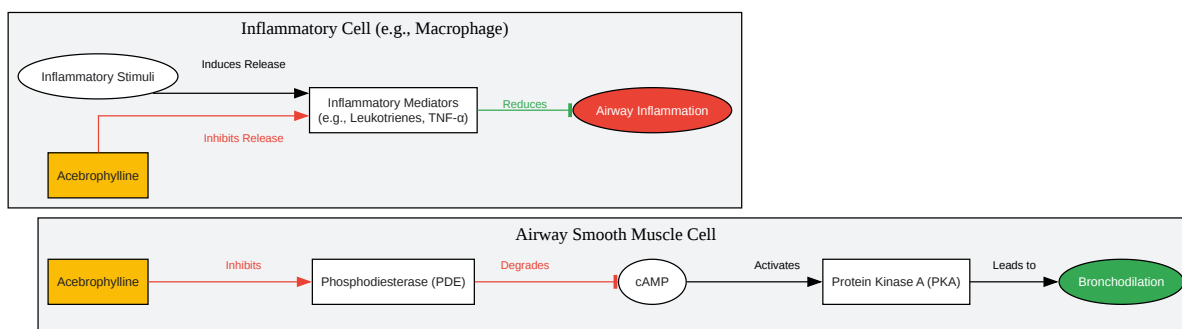 Inflammatory Cell (e.g., Macrophage)
Inflammatory Stimuli
Induces Release
Inflammatory Mediators
(e.g., Leukotrienes, TNF-α)
Reduces
Airway Inflammation
Inhibits Release
Acebrophylline
Airway Smooth Muscle Cell
Acebrophylline
Inhibits
Phosphodiesterase (PDE)
Degrades
cAMP
Activates
Protein Kinase A (PKA)
Leads to
Bronchodilation